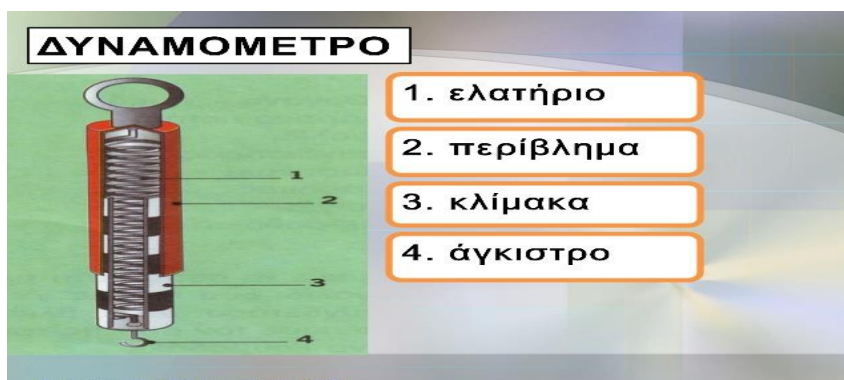 ΔΥΝΑΜΟΜΕΤΡΟ
1. ελατήριο
2. περίβλημα
3. κλίμακα
4. άγκιστρο
1
2
3
4